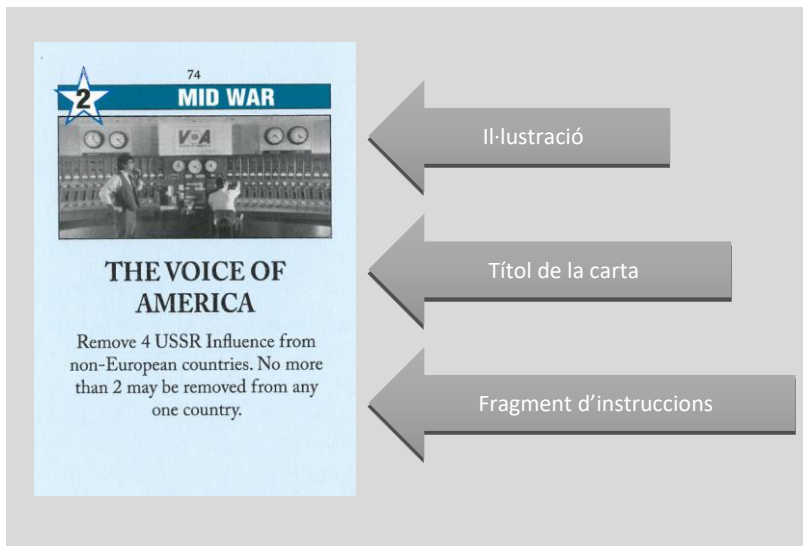 74
2
MID WAR
VOA
THE VOICE OF
AMERICA
Remove 4 USSR Influence from
non-European countries. No more
than 2 may be removed from any
one country.
Il·lustració
Títol de la carta
Fragment d’instruccions